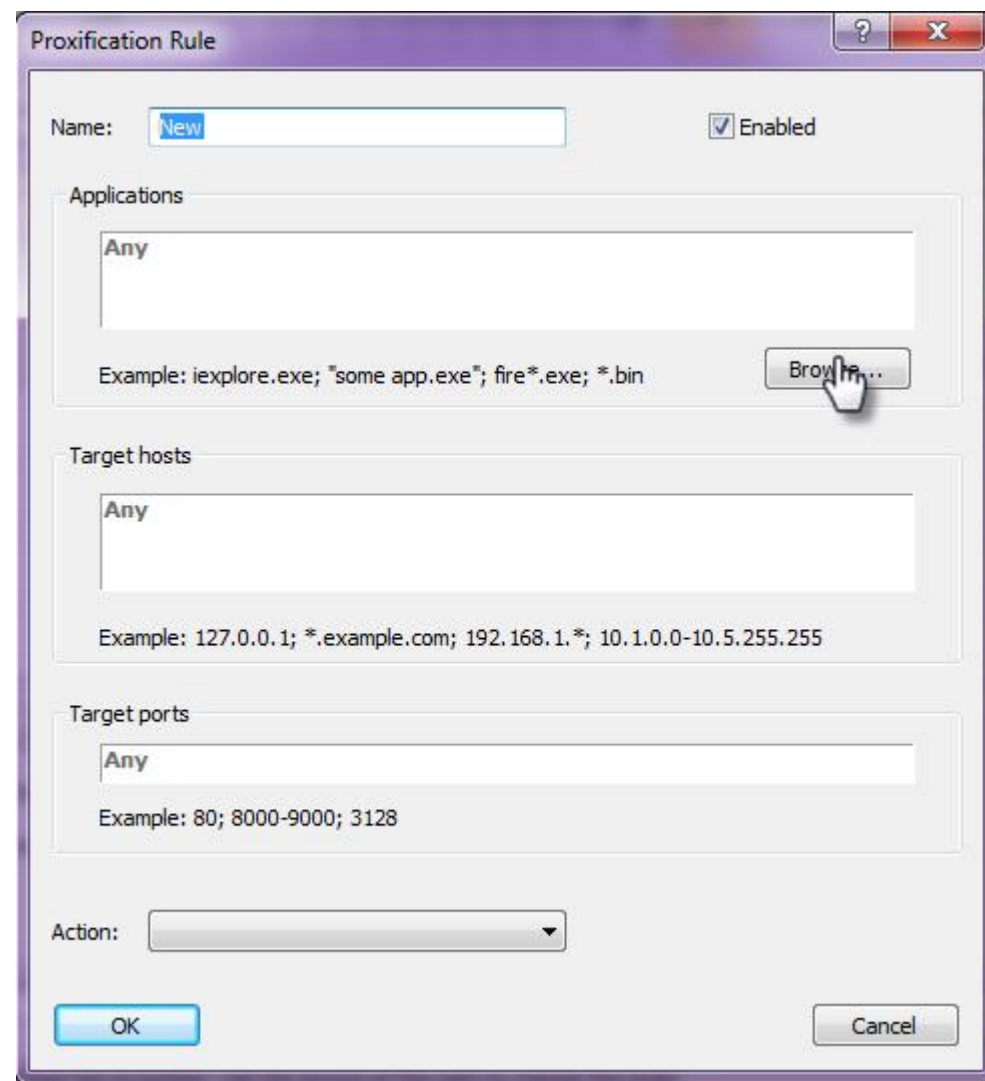 Proxification Rule
Name: New Enabled
Applications
Any
Example: iexplore.exe; "some app.exe"; fire*.exe; *.bin
Target hosts
Any
Example: 127.0.0.1; *.example.com; 192.168.1.*; 10.1.0.0-10.5.255.255
Target ports
Any
Example: 80; 8000-9000; 3128
Action:
OK Cancel